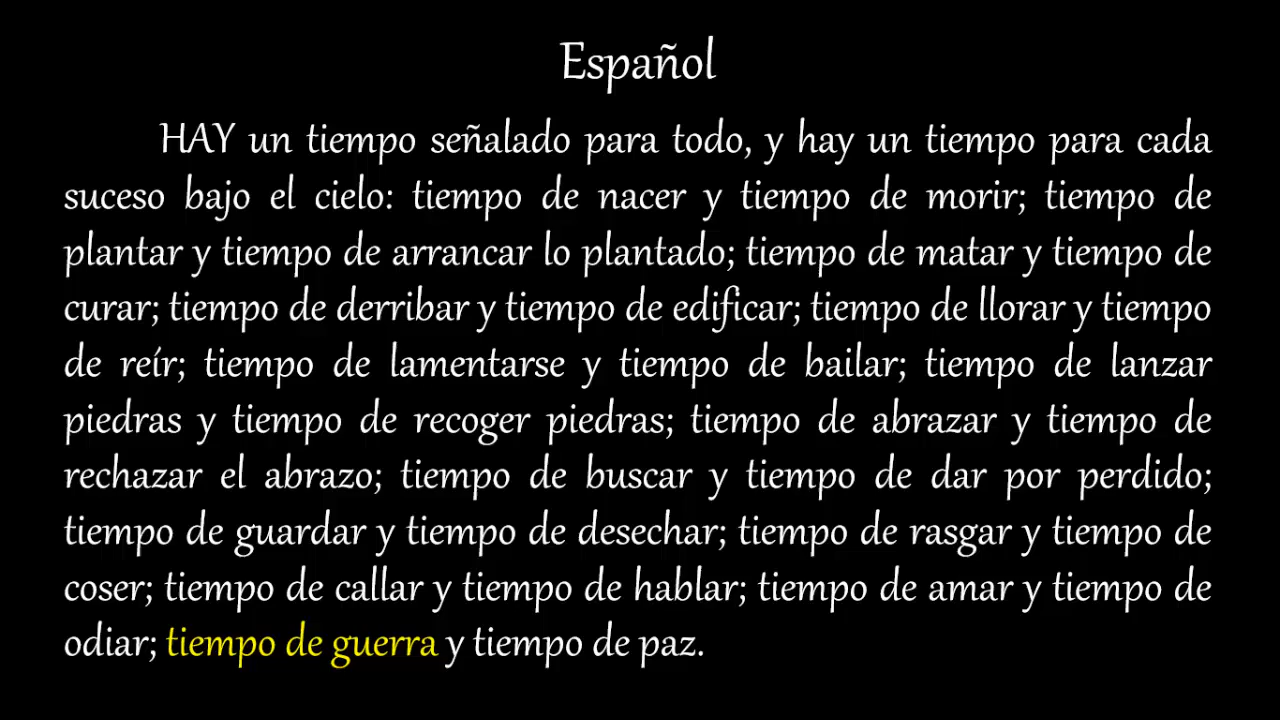 Español
HAY un tiempo señalado para todo, y hay un tiempo para cada
suceso bajo el cielo: tiempo de nacer y tiempo de morir; tiempo de
plantar y tiempo de arrancar lo plantado; tiempo de matar y tiempo de
curar; tiempo de derribar y tiempo de edificar; tiempo de llorar y tiempo
de reír; tiempo de lamentarse y tiempo de bailar; tiempo de lanzar
piedras y tiempo de recoger piedras; tiempo de abrazar y tiempo de
rechazar el abrazo; tiempo de buscar y tiempo de dar por perdido;
tiempo de guardar y tiempo de desechar; tiempo de rasgar y tiempo de
coser; tiempo de callar y tiempo de hablar; tiempo de amar y tiempo de
odiar; tiempo de guerra y tiempo de paz.